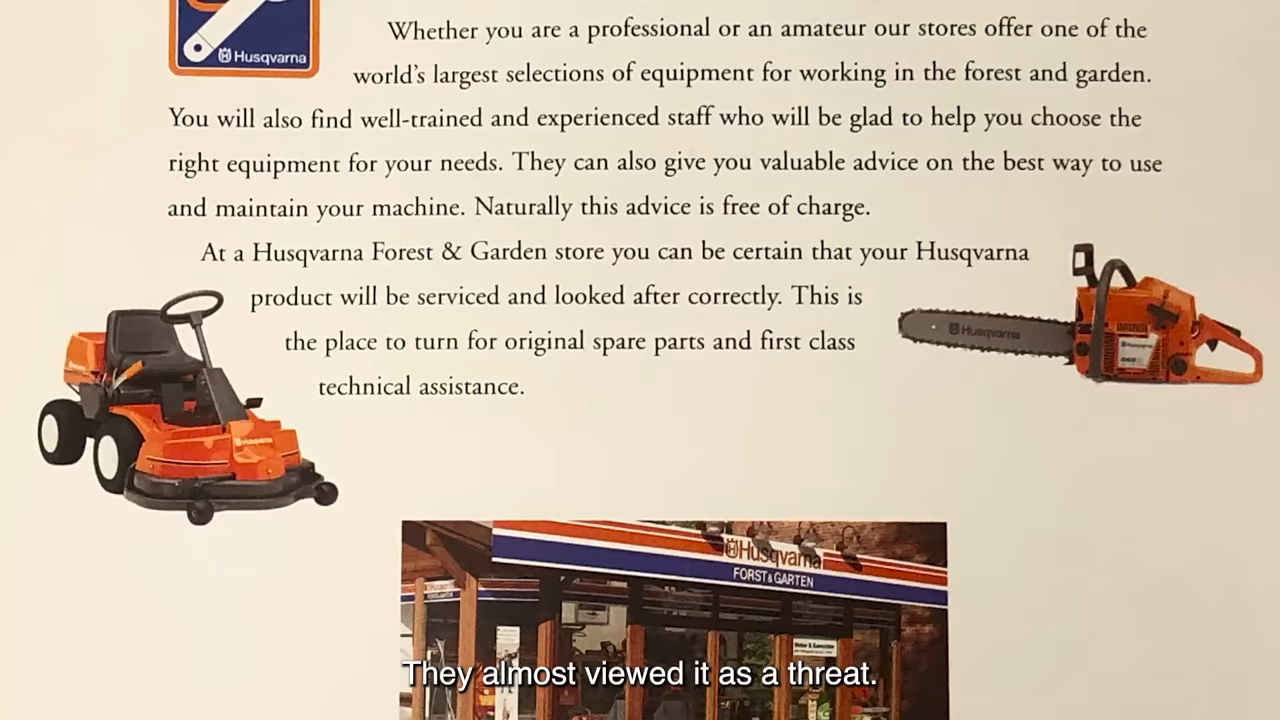 Husqvarna
Whether you are a professional or an amateur our stores offer one of the
world's largest selections of equipment for working in the forest and garden.
You will also find well-trained and experienced staff who will be glad to help you choose the
right equipment for your needs. They can also give you valuable advice on the best way to use
and maintain your machine. Naturally this advice is free of charge.
At a Husqvarna Forest & Garden store you can be certain that your Husqvarna
product will be serviced and looked after correctly. This is
the place to turn for original spare parts and first class
technical assistance.
Husqvarna
Husqvarna
Husqvarna
Husqvarna
FORST & GARTEN
They almost viewed it as a threat.